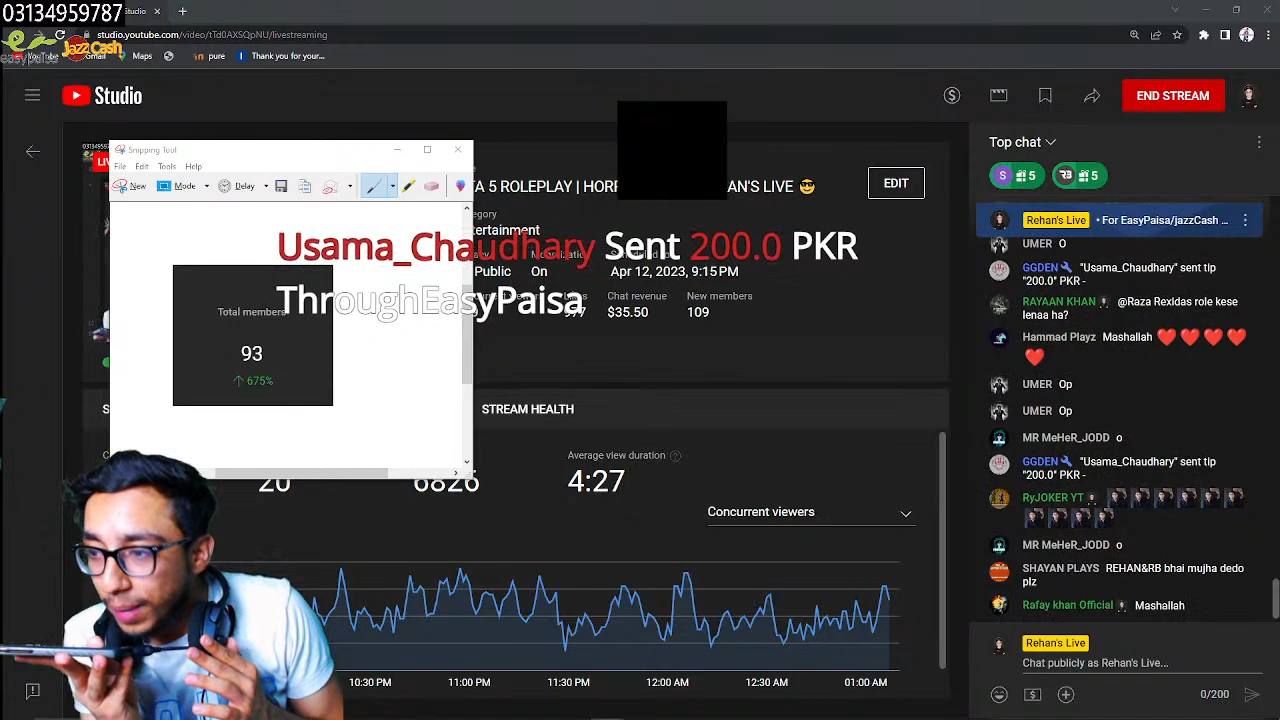 03134959787
studio
studio.youtube.com/video/tTd0AXSQpNU/livestreaming
easypaisa
JazzCash
YouTube
Gmail
Maps
pure
Thank you for your...
Studio
END STREAM
Snipping Tool
File Edit Tools Help
New Mode Delay
A 5 ROLEPLAY | HORR
AN'S LIVE 😎
EDIT
Entertainment
Usama_Chaudhary Sent 200.0 PKR
ThroughEasyPaisa
Public
On
Apr 12, 2023, 9:15 PM
Chat revenue
$35.50
New members
109
Total members
93
↑ 675%
STREAM HEALTH
20
6826
Average view duration
4:27
Concurrent viewers
10:30 PM 11:00 PM 11:30 PM 12:00 AM 12:30 AM 01:00 AM
Top chat
S 5
RB 5
Rehan's Live • For EasyPaisa/jazzCash ...
UMER O
GGDEN "Usama_Chaudhary" sent tip
"200.0" PKR -
RAYAAN KHAN @Raza Rexldas role kese
lenaa ha?
Hammad Playz Mashallah ❤️ ❤️ ❤️ ❤️
❤️
UMER Op
UMER Op
MR MeHeR_JODD o
GGDEN "Usama_Chaudhary" sent tip
"200.0" PKR -
RyJOKER YT
MR MeHeR_JODD o
SHAYAN PLAYS REHAN&RB bhai mujha dedo
plz
Rafay khan Official Mashallah
Rehan's Live
Chat publicly as Rehan's Live...
0/200